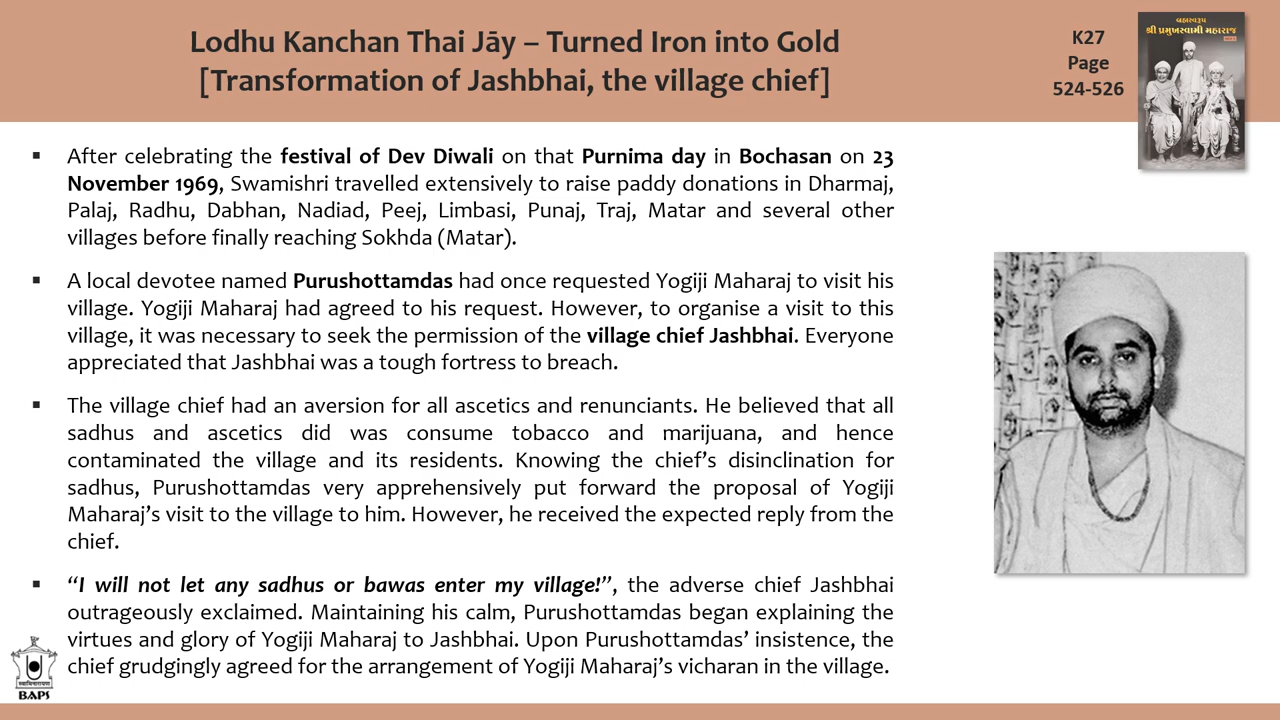 Lodhu Kanchan Thai Jāy – Turned Iron into Gold
[Transformation of Jashbhai, the village chief]
K27
Page
524-526
બ્રહ્મસ્વરૂપ
શ્રી પ્રમુખસ્વામી મહારાજ
▪ After celebrating the festival of Dev Diwali on that Purnima day in Bochasan on 23
November 1969, Swamishri travelled extensively to raise paddy donations in Dharmaj,
Palaj, Radhu, Dabhan, Nadiad, Peej, Limbasi, Punaj, Traj, Matar and several other
villages before finally reaching Sokhda (Matar).
▪ A local devotee named Purushottamdas had once requested Yogiji Maharaj to visit his
village. Yogiji Maharaj had agreed to his request. However, to organise a visit to this
village, it was necessary to seek the permission of the village chief Jashbhai. Everyone
appreciated that Jashbhai was a tough fortress to breach.
▪ The village chief had an aversion for all ascetics and renunciants. He believed that all
sadhus and ascetics did was consume tobacco and marijuana, and hence
contaminated the village and its residents. Knowing the chief’s disinclination for
sadhus, Purushottamdas very apprehensively put forward the proposal of Yogiji
Maharaj’s visit to the village to him. However, he received the expected reply from the
chief.
▪ “I will not let any sadhus or bawas enter my village!”, the adverse chief Jashbhai
outrageously exclaimed. Maintaining his calm, Purushottamdas began explaining the
virtues and glory of Yogiji Maharaj to Jashbhai. Upon Purushottamdas’ insistence, the
chief grudgingly agreed for the arrangement of Yogiji Maharaj’s vicharan in the village.
BAPS